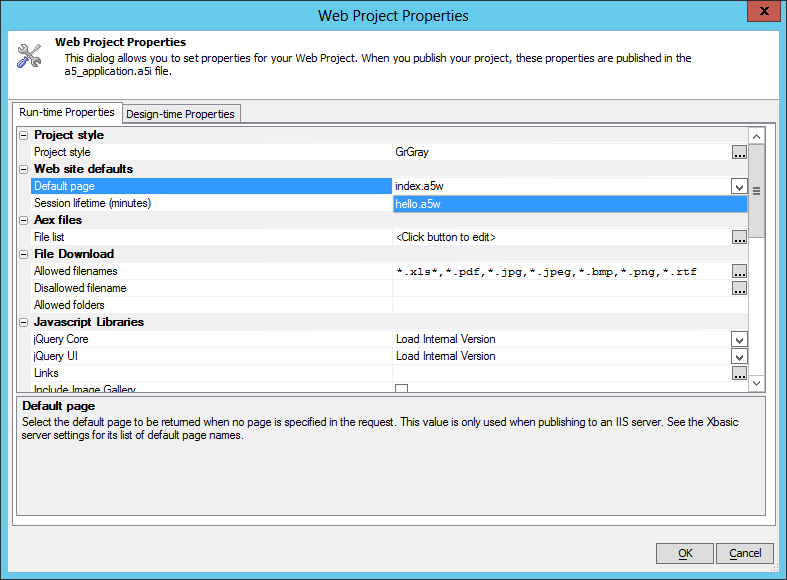 Web Project Properties
X
Web Project Properties
This dialog allows you to set properties for your Web Project. When you publish your project, these properties are published in the
a5_application.a5i file.
Run-time Properties Design-time Properties
Project style
Project style GrGray ...
Web site defaults
Default page index.a5w
Session lifetime (minutes) hello.a5w
Aex files
File list <Click button to edit> ...
File Download
Allowed filenames *.xls*,*.pdf,*.jpg,*.jpeg,*.bmp,*.png,*.rtf ...
Disallowed filename ...
Allowed folders
Javascript Libraries
jQuery Core Load Internal Version
jQuery UI Load Internal Version
Links ...
Include Image Gallery
Default page
Select the default page to be returned when no page is specified in the request. This value is only used when publishing to an IIS server. See the Xbasic
server settings for its list of default page names.
OK Cancel